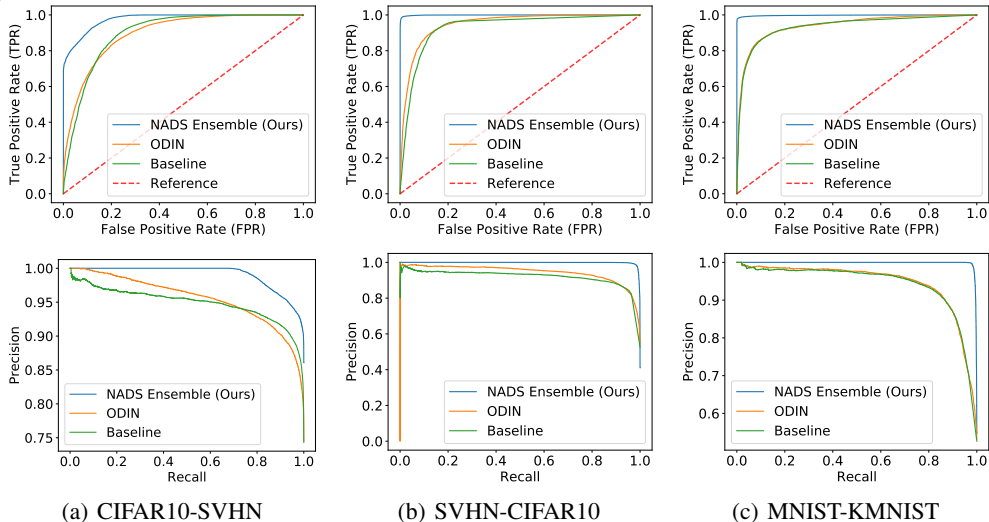 True Positive Rate (TPR)
1.0
0.8
0.6
0.4
0.2
0.0
NADS Ensemble (Ours)
ODIN
Baseline
Reference
0.0 0.2 0.4 0.6 0.8 1.0
False Positive Rate (FPR)
True Positive Rate (TPR)
1.0
0.8
0.6
0.4
0.2
0.0
NADS Ensemble (Ours)
ODIN
Baseline
Reference
0.0 0.2 0.4 0.6 0.8 1.0
False Positive Rate (FPR)
True Positive Rate (TPR)
1.0
0.8
0.6
0.4
0.2
0.0
NADS Ensemble (Ours)
ODIN
Baseline
Reference
0.0 0.2 0.4 0.6 0.8 1.0
False Positive Rate (FPR)
Precision
1.00
0.95
0.90
0.85
0.80
0.75
NADS Ensemble (Ours)
ODIN
Baseline
0.0 0.2 0.4 0.6 0.8 1.0
Recall
Precision
1.0
0.8
0.6
0.4
0.2
0.0
NADS Ensemble (Ours)
ODIN
Baseline
0.0 0.2 0.4 0.6 0.8 1.0
Recall
Precision
1.0
0.9
0.8
0.7
0.6
NADS Ensemble (Ours)
ODIN
Baseline
0.0 0.2 0.4 0.6 0.8 1.0
Recall
(a) CIFAR10-SVHN
(b) SVHN-CIFAR10
(c) MNIST-KMNIST